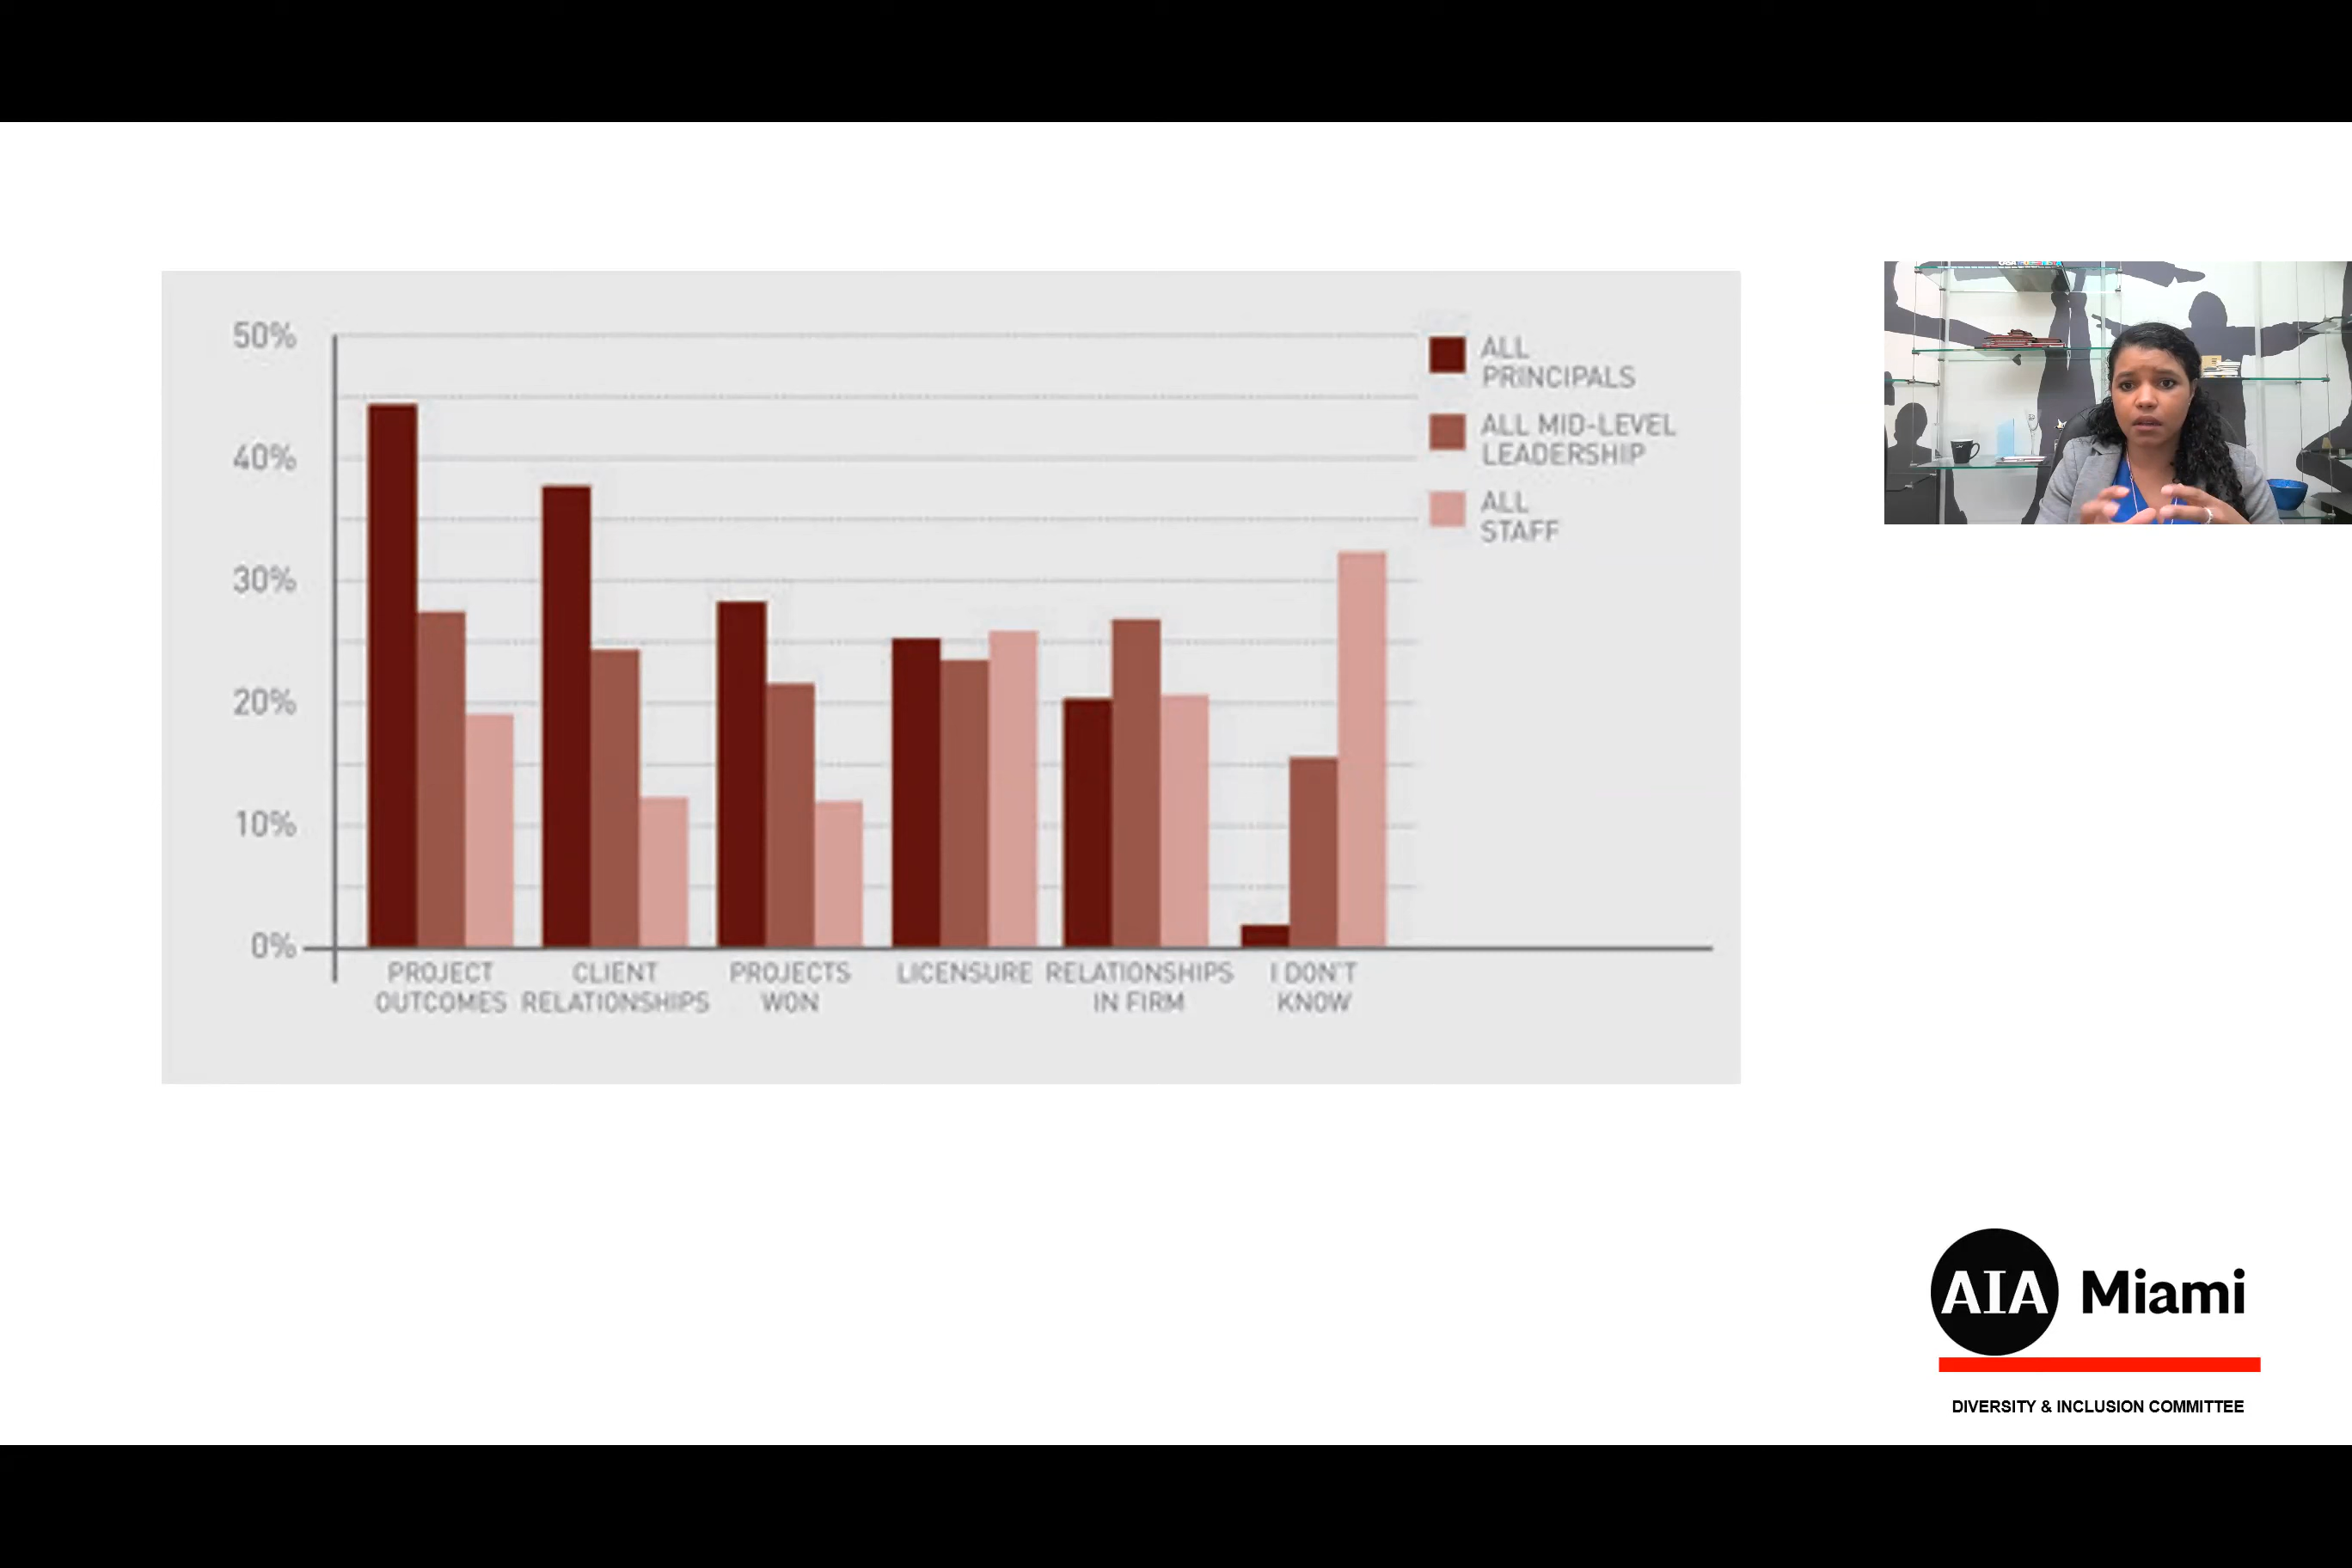 50%
40%
30%
20%
10%
0%
PROJECT
OUTCOMES
CLIENT
RELATIONSHIPS
PROJECTS
WON
LICENSURE
RELATIONSHIPS
IN FIRM
I DON'T
KNOW
ALL
PRINCIPALS
ALL MID-LEVEL
LEADERSHIP
ALL
STAFF
AIA Miami
DIVERSITY & INCLUSION COMMITTEE